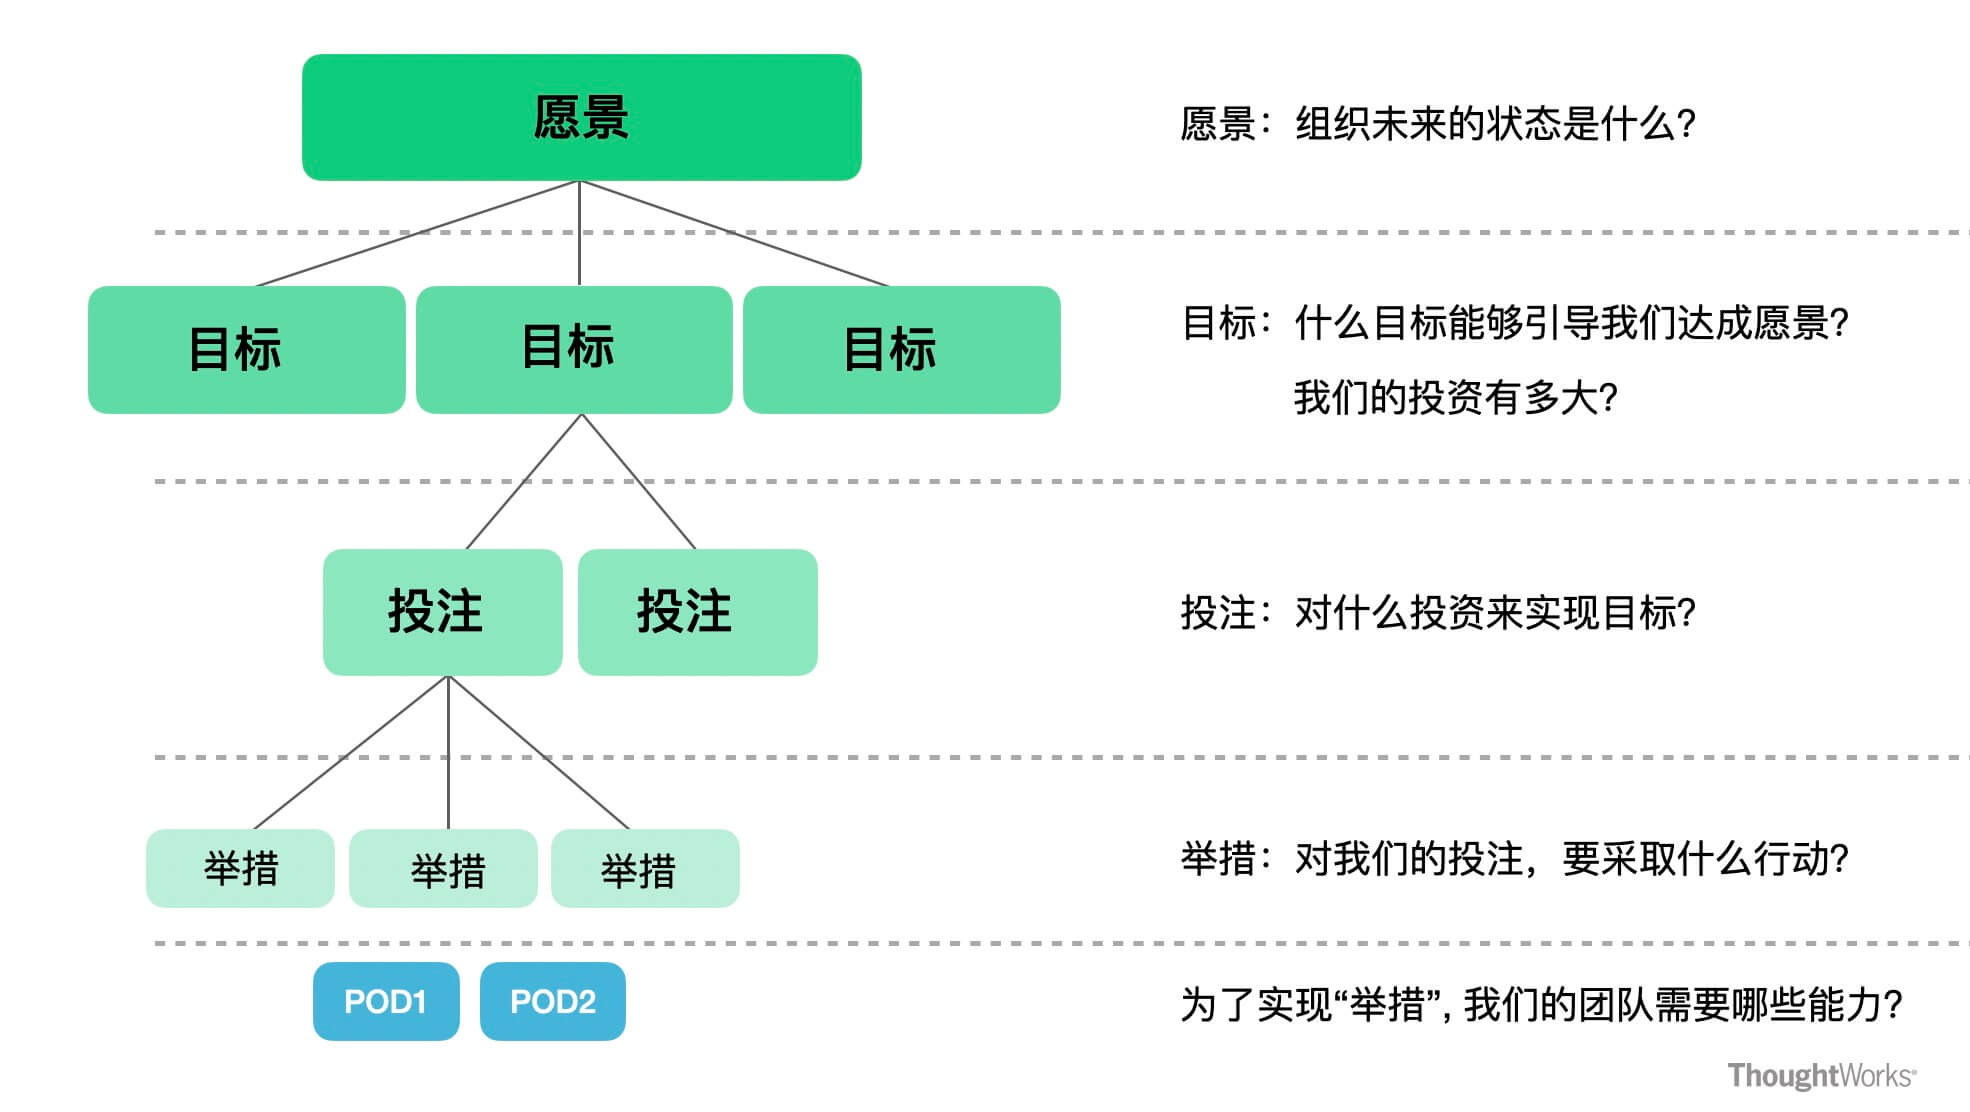 愿景
愿景：组织未来的状态是什么？
目标
目标
目标
目标：什么目标能够引导我们达成愿景？
我们的投资有多大？
投注
投注
投注：对什么投资来实现目标？
举措
举措
举措
举措：对我们的投注，要采取什么行动？
POD1
POD2
为了实现“举措”, 我们的团队需要哪些能力？
ThoughtWorks®